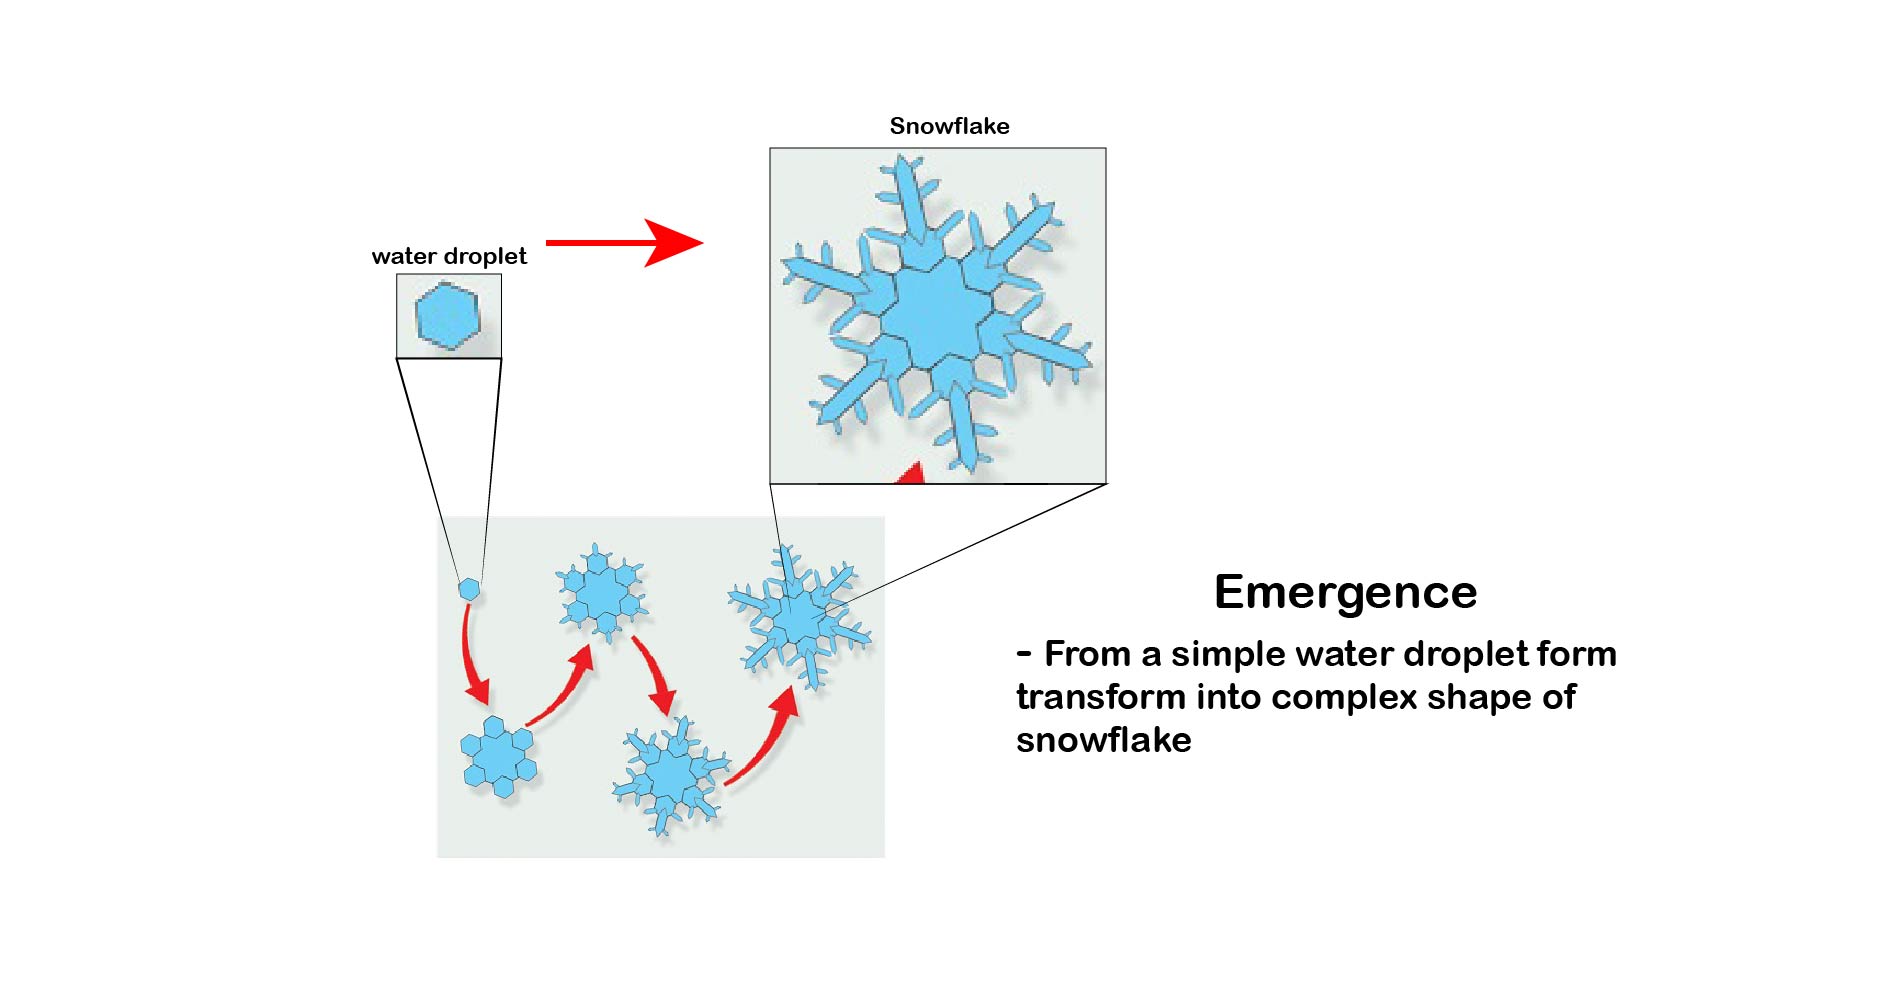 Snowflake
water droplet
Emergence
- From a simple water droplet form
transform into complex shape of
snowflake